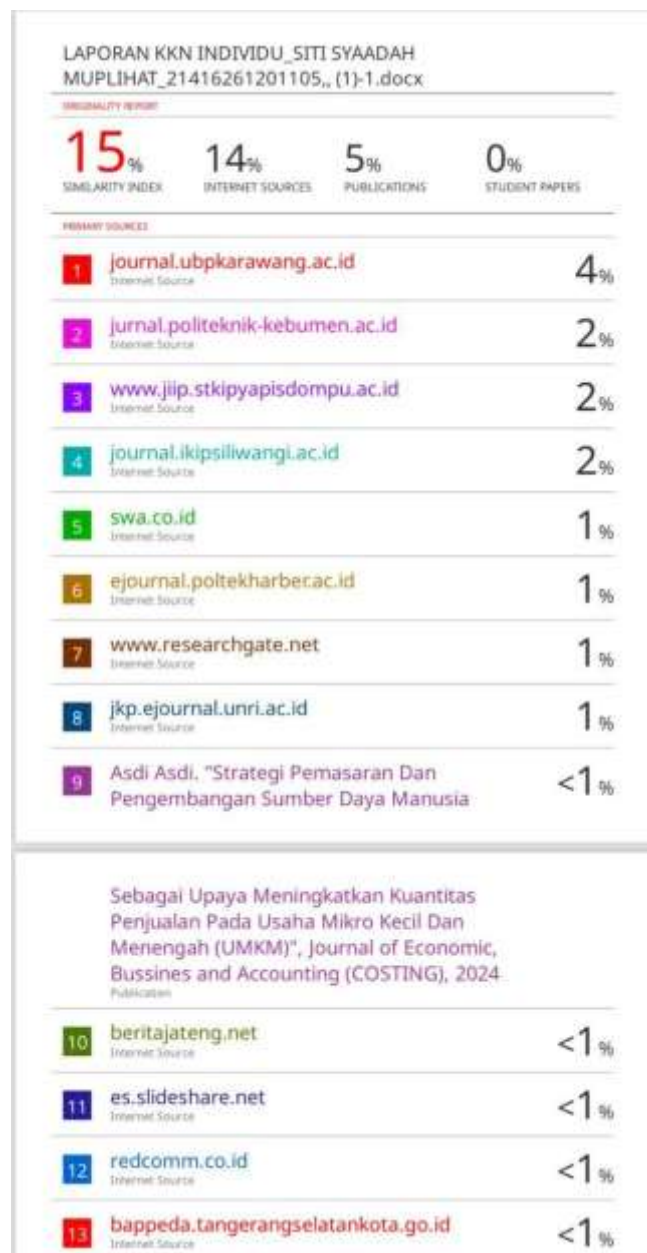 LAPORAN KKN INDIVIDU_SITI SYAADAH
MUPLIHAT_21416261201105,, (1)-1.docx
ORIGINALITY REPORT
15%
SIMILARITY INDEX
14%
INTERNET SOURCES
5%
PUBLICATIONS
0%
STUDENT PAPERS
PRIMARY SOURCES
1 journal.ubpkarawang.ac.id 4%
Internet Source
2 jurnal.politeknik-kebumen.ac.id 2%
Internet Source
3 www.jiip.stkipyapisdompu.ac.id 2%
Internet Source
4 journal.ikipsiliwangi.ac.id 2%
Internet Source
5 swa.co.id 1%
Internet Source
6 ejournal.poltekharber.ac.id 1%
Internet Source
7 www.researchgate.net 1%
Internet Source
8 jkp.ejournal.unri.ac.id 1%
Internet Source
9 Asdi Asdi. "Strategi Pemasaran Dan <1%
Pengembangan Sumber Daya Manusia
Sebagai Upaya Meningkatkan Kuantitas
Penjualan Pada Usaha Mikro Kecil Dan
Menengah (UMKM)", Journal of Economic,
Bussines and Accounting (COSTING), 2024
Publication
10 beritajateng.net <1%
Internet Source
11 es.slideshare.net <1%
Internet Source
12 redcomm.co.id <1%
Internet Source
13 bappeda.tangerangselatankota.go.id <1%
Internet Source